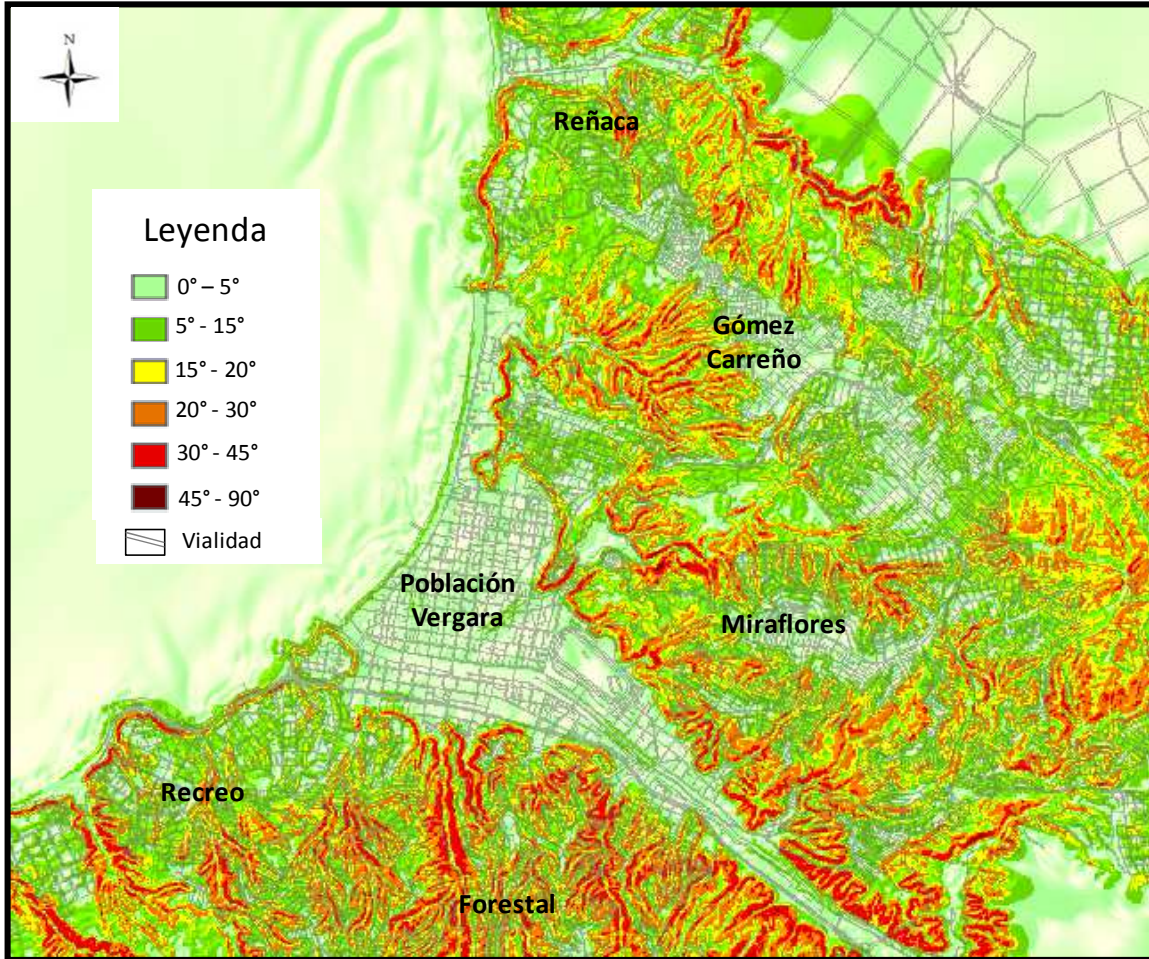 N
Reñaca
Leyenda
0° – 5°
5° - 15°
15° - 20°
20° - 30°
30° - 45°
45° - 90°
Vialidad
Gómez
Carreño
Población
Vergara
Miraflores
Recreo
Forestal